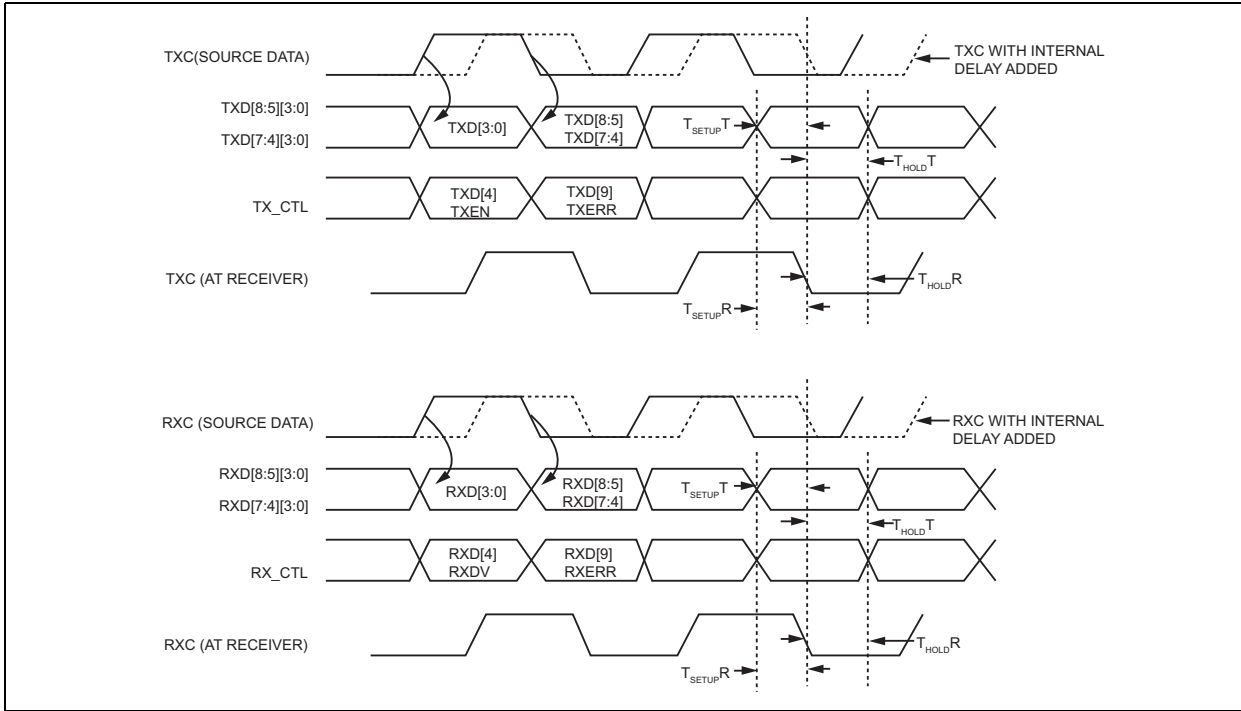 TXC(SOURCE DATA)
TXC WITH INTERNAL
DELAY ADDED
TXD[8:5][3:0]
TXD[7:4][3:0]
TXD[3:0]
TXD[8:5]
TXD[7:4]
TSETUPT
THOLDT
TX_CTL
TXD[4]
TXEN
TXD[9]
TXERR
TXC (AT RECEIVER)
THOLDR
TSETUPR
RXC (SOURCE DATA)
RXC WITH INTERNAL
DELAY ADDED
RXD[8:5][3:0]
RXD[7:4][3:0]
RXD[3:0]
RXD[8:5]
RXD[7:4]
TSETUPT
THOLDT
RX_CTL
RXD[4]
RXDV
RXD[9]
RXERR
RXC (AT RECEIVER)
THOLDR
TSETUPR